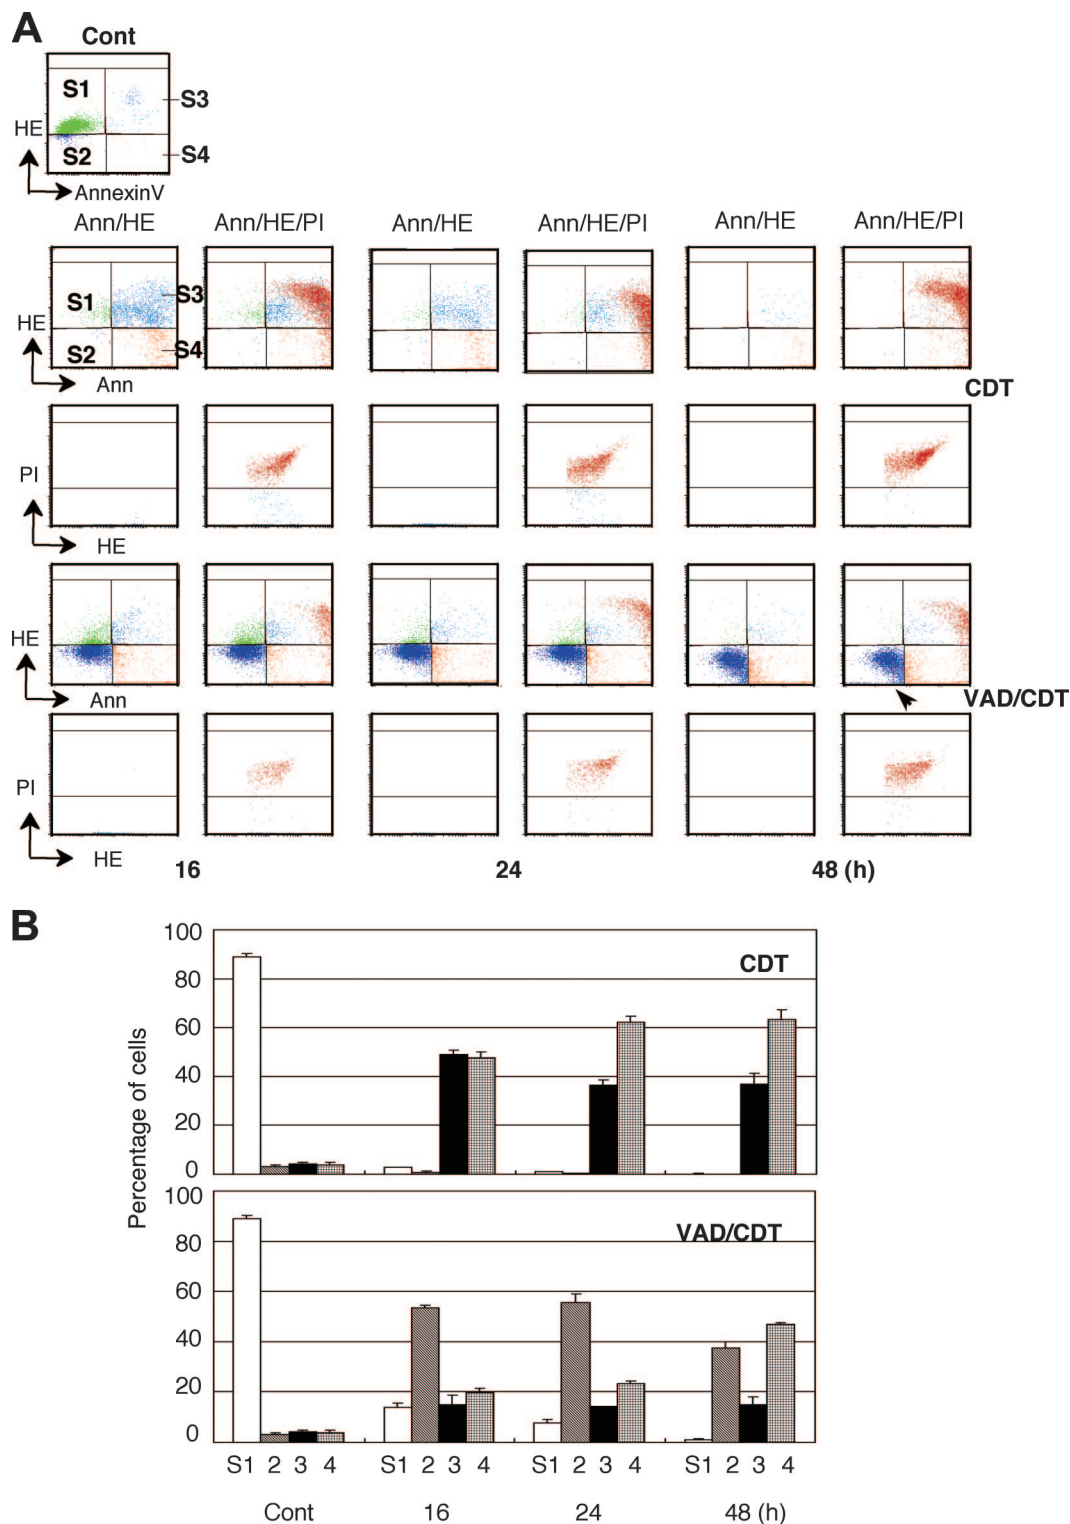 A
Cont
S1
S3
HE
S2
S4
AnnexinV
Ann/HE Ann/HE/PI Ann/HE Ann/HE/PI Ann/HE Ann/HE/PI
S1
S3
HE
S2
S4
Ann
CDT
PI
HE
HE
Ann
VAD/CDT
PI
HE
16 24 48 (h)
B
Percentage of cells
100
80
60
40
20
0
CDT
100
80
60
40
20
0
VAD/CDT
S1 2 3 4 S1 2 3 4 S1 2 3 4 S1 2 3 4
Cont 16 24 48 (h)